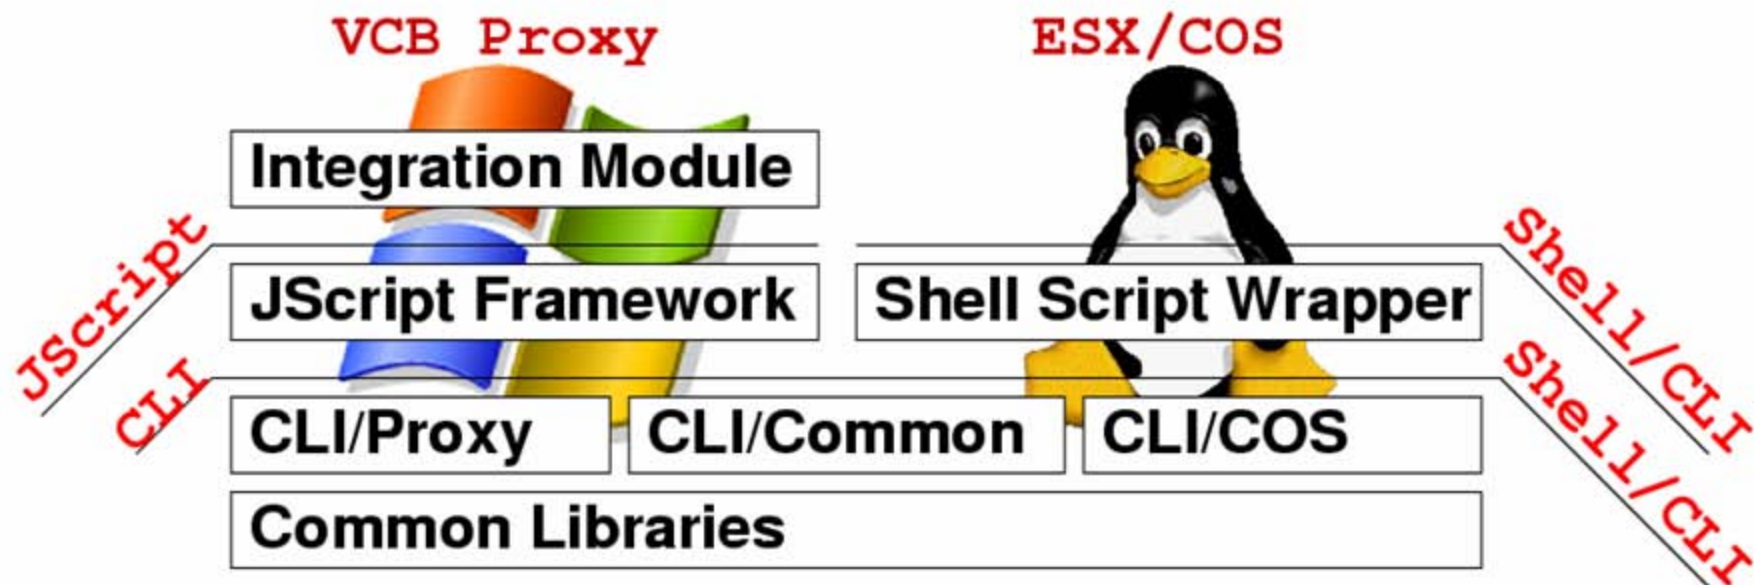 VCB Proxy
ESX/COS
Integration Module
JScript
Shell/CLI
JScript Framework
Shell Script Wrapper
CLI
Shell/CLI
CLI/Proxy
CLI/Common
CLI/COS
Common Libraries